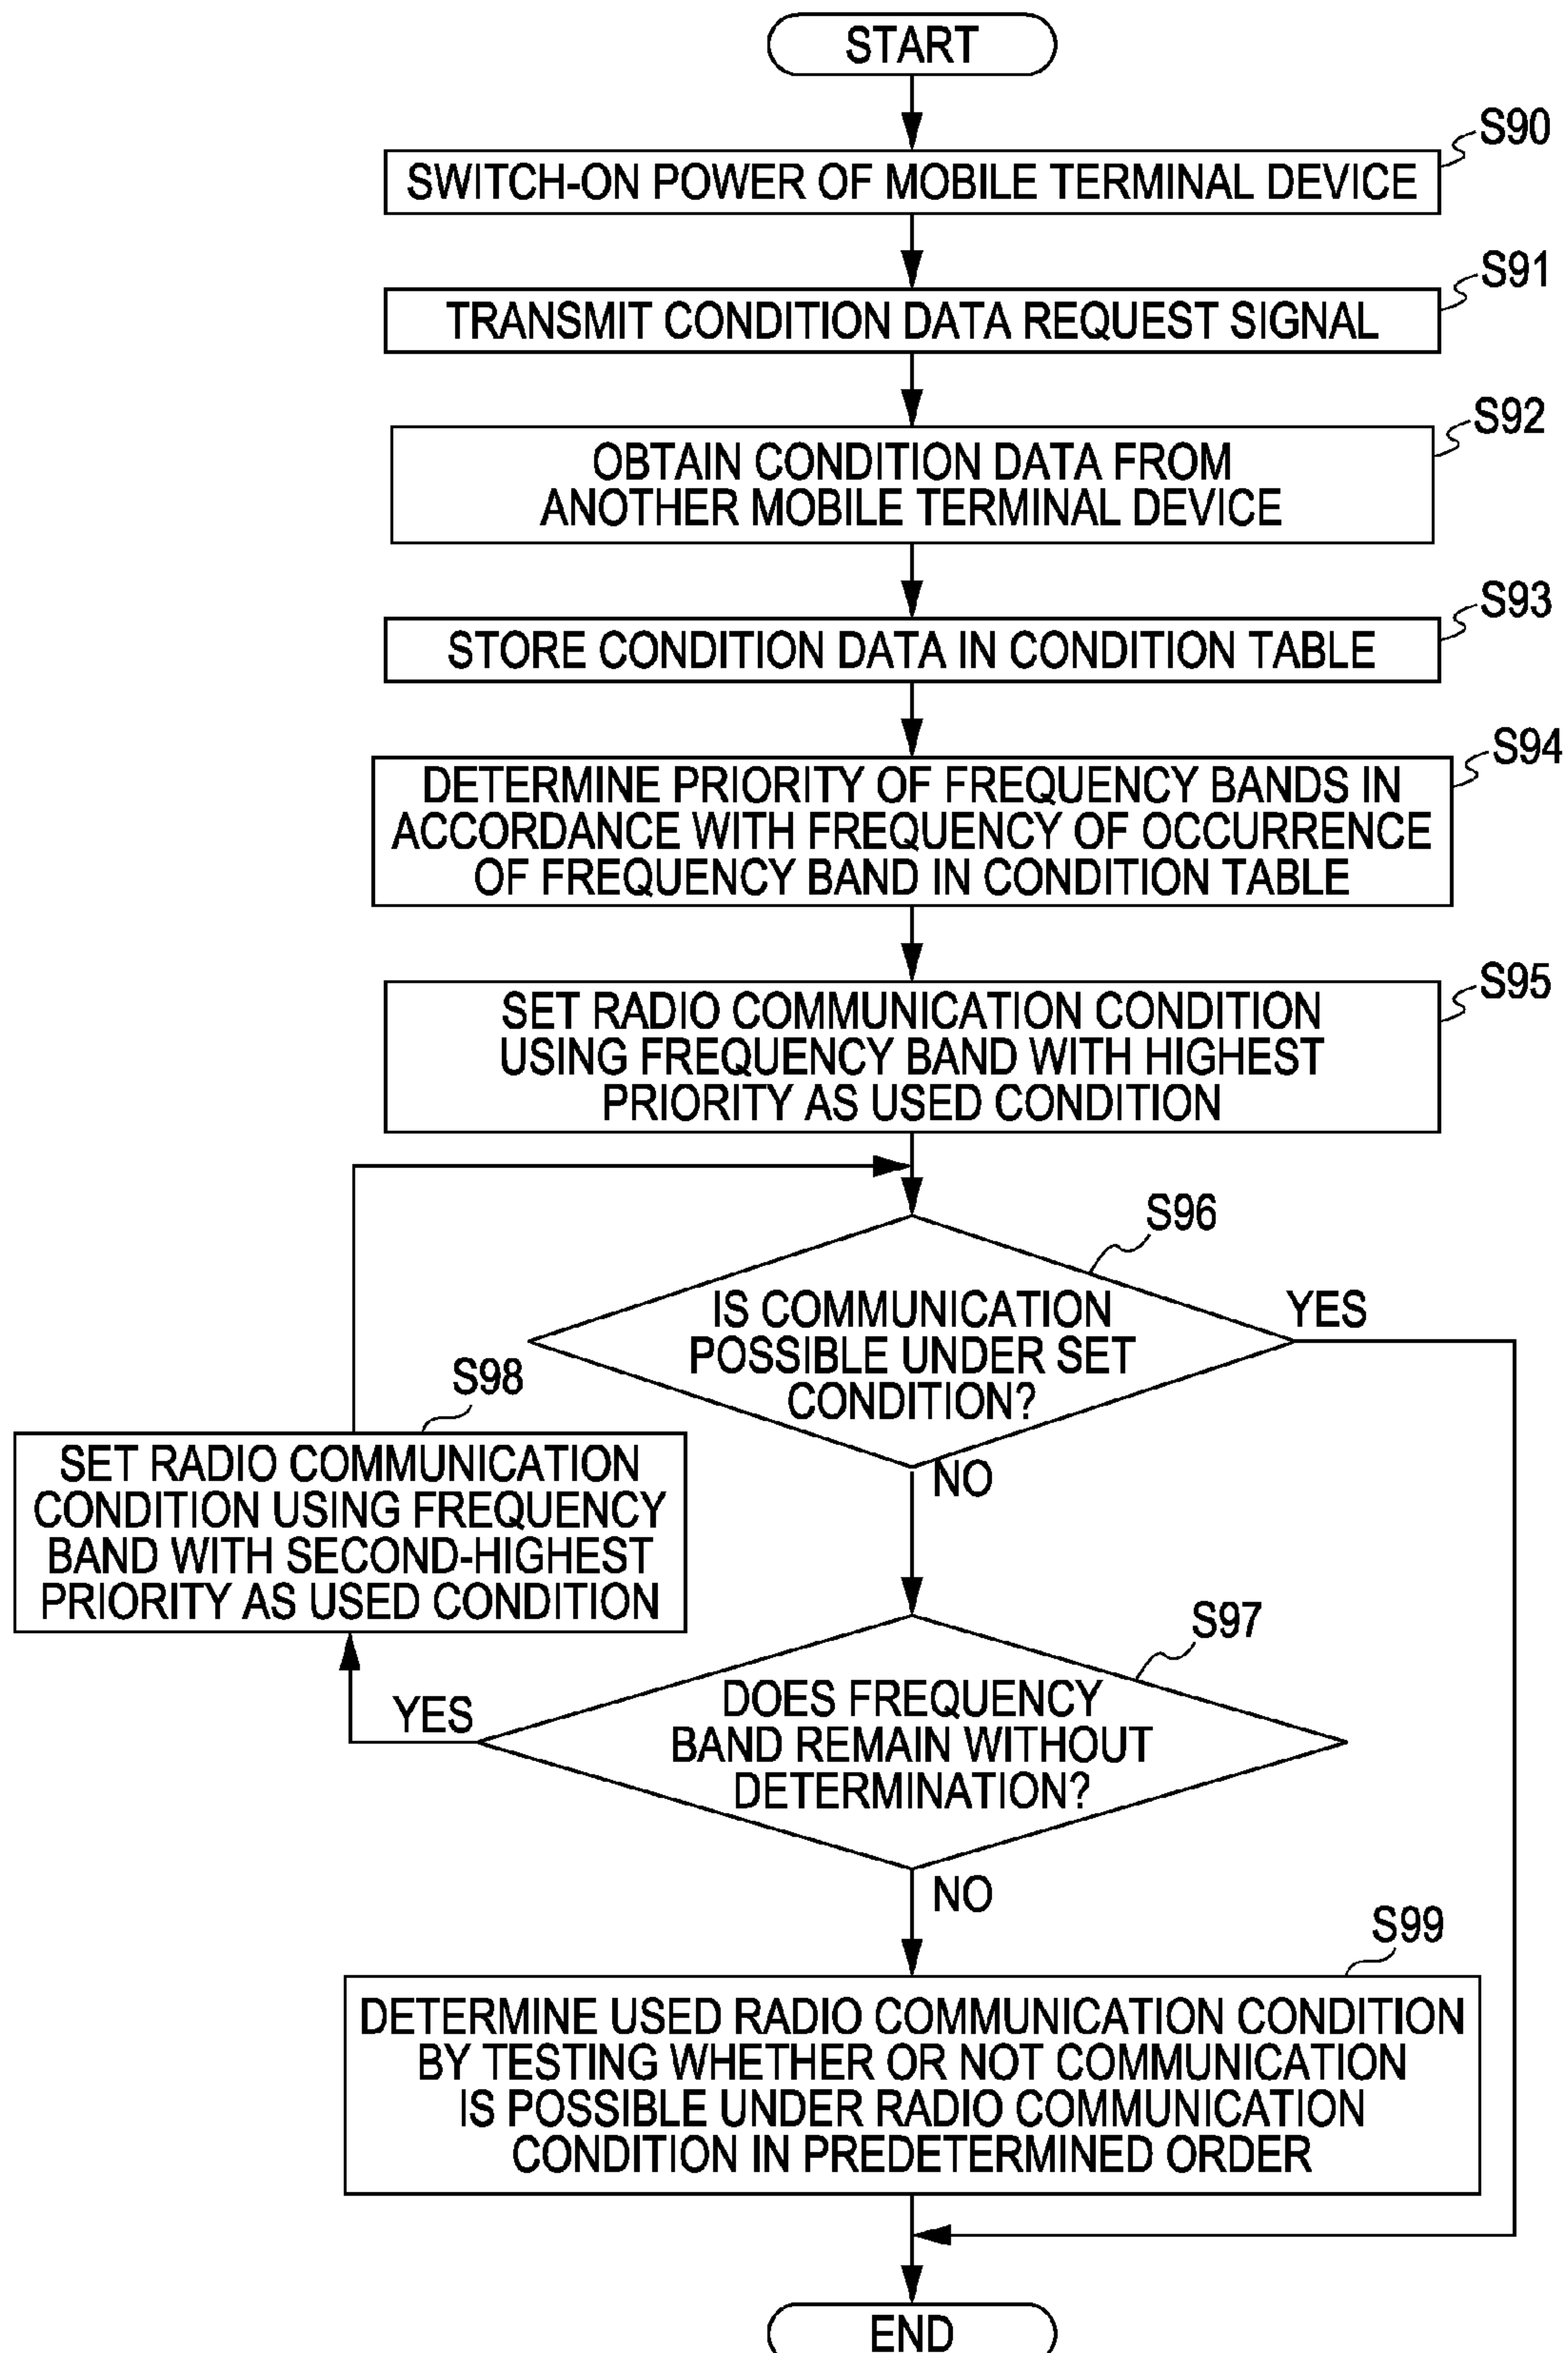 START
S90
SWITCH-ON POWER OF MOBILE TERMINAL DEVICE
S91
TRANSMIT CONDITION DATA REQUEST SIGNAL
S92
OBTAIN CONDITION DATA FROM
ANOTHER MOBILE TERMINAL DEVICE
S93
STORE CONDITION DATA IN CONDITION TABLE
S94
DETERMINE PRIORITY OF FREQUENCY BANDS IN
ACCORDANCE WITH FREQUENCY OF OCCURRENCE
OF FREQUENCY BAND IN CONDITION TABLE
S95
SET RADIO COMMUNICATION CONDITION
USING FREQUENCY BAND WITH HIGHEST
PRIORITY AS USED CONDITION
S96
IS COMMUNICATION
POSSIBLE UNDER SET
CONDITION?
YES
NO
S98
SET RADIO COMMUNICATION
CONDITION USING FREQUENCY
BAND WITH SECOND-HIGHEST
PRIORITY AS USED CONDITION
S97
DOES FREQUENCY
BAND REMAIN WITHOUT
DETERMINATION?
YES
NO
S99
DETERMINE USED RADIO COMMUNICATION CONDITION
BY TESTING WHETHER OR NOT COMMUNICATION
IS POSSIBLE UNDER RADIO COMMUNICATION
CONDITION IN PREDETERMINED ORDER
END